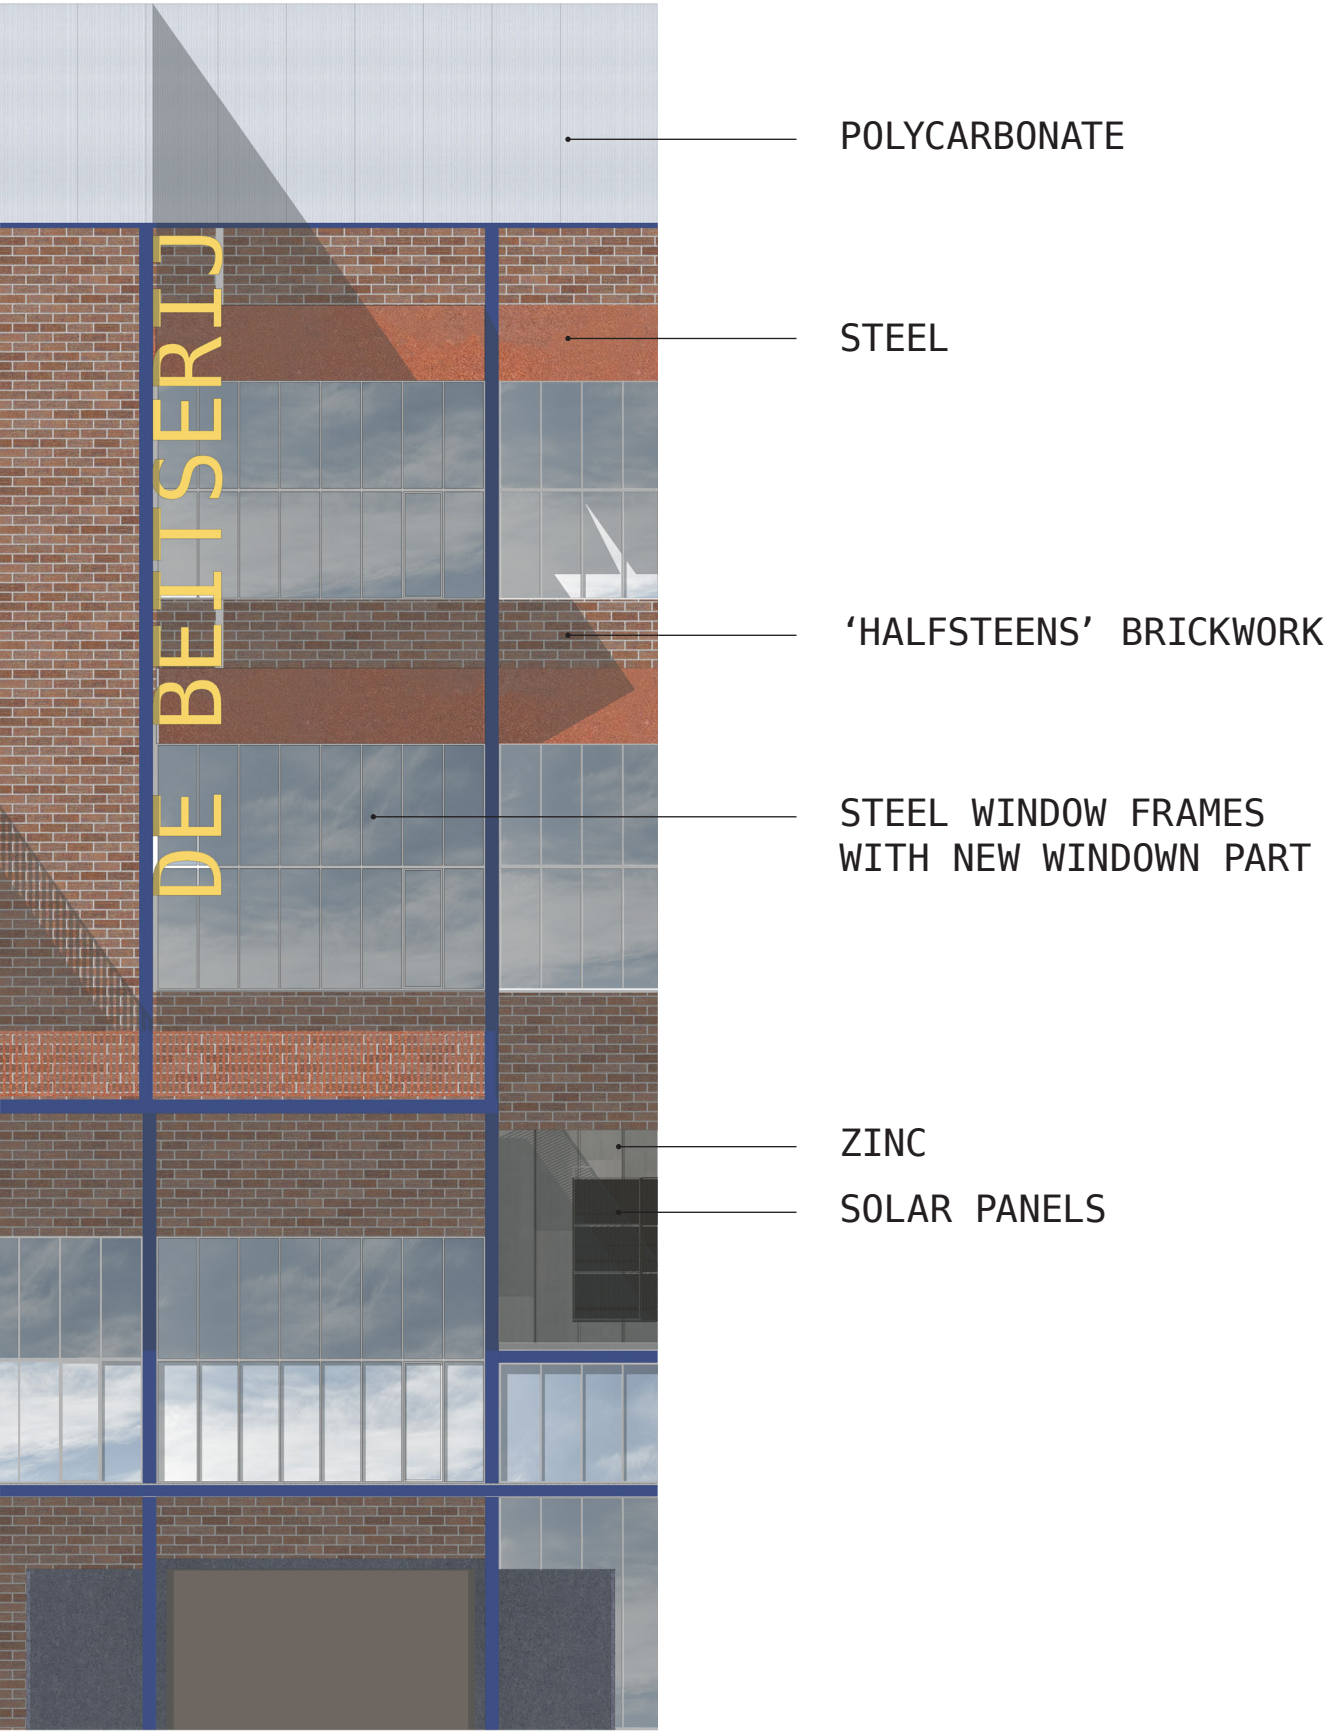 POLYCARBONATE
STEEL
‘HALFSTEENS’ BRICKWORK
STEEL WINDOW FRAMES
WITH NEW WINDOWN PART
ZINC
SOLAR PANELS
DE BEITSERIJ